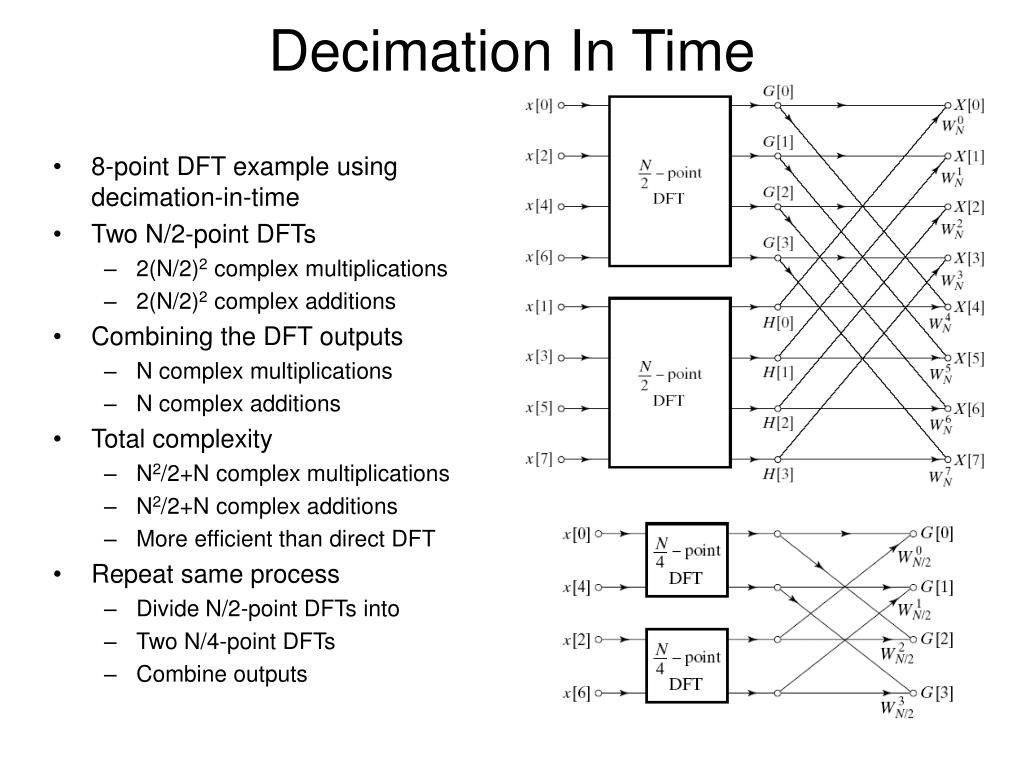 Decimation In Time
• 8-point DFT example using
decimation-in-time
• Two N/2-point DFTs
– 2(N/2)² complex multiplications
– 2(N/2)² complex additions
• Combining the DFT outputs
– N complex multiplications
– N complex additions
• Total complexity
– N²/2+N complex multiplications
– N²/2+N complex additions
– More efficient than direct DFT
• Repeat same process
– Divide N/2-point DFTs into
– Two N/4-point DFTs
– Combine outputs
G[0]
x[0] X[0]
W_N^0
G[1]
x[2] X[1]
N/2 – point
DFT
W_N^1
G[2]
x[4] X[2]
W_N^2
G[3]
x[6] X[3]
W_N^3
x[1] X[4]
H[0] W_N^4
x[3] X[5]
N/2 – point
DFT
H[1] W_N^5
x[5] X[6]
H[2] W_N^6
x[7] X[7]
H[3] W_N^7
x[0] G[0]
N/4 – point
DFT
W_{N/2}^0
x[4] G[1]
W_{N/2}^1
x[2] G[2]
N/4 – point
DFT
W_{N/2}^2
x[6] G[3]
W_{N/2}^3